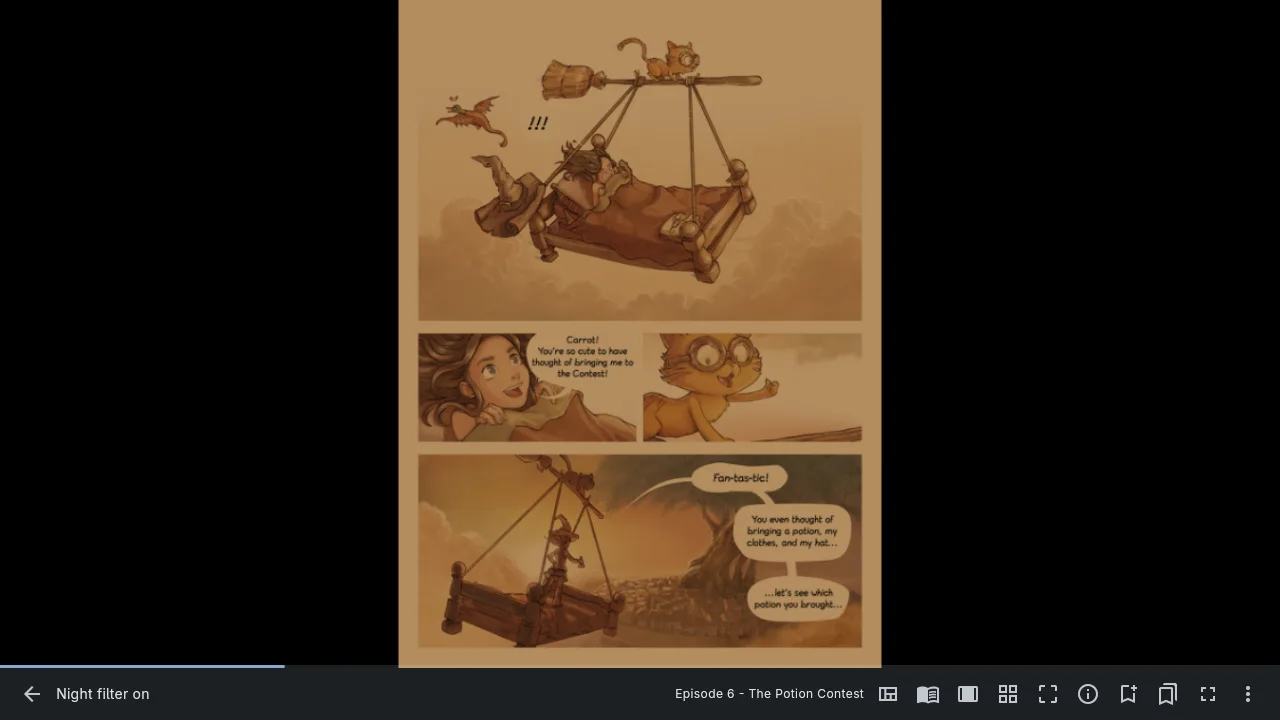 !!!
Carrot!
You're so cute to have
thought of bringing me to
the Contest!
Fan-tas-tic!
You even thought of
bringing a potion, my
clothes, and my hat...
...let's see which
potion you brought...
Night filter on
Episode 6 - The Potion Contest